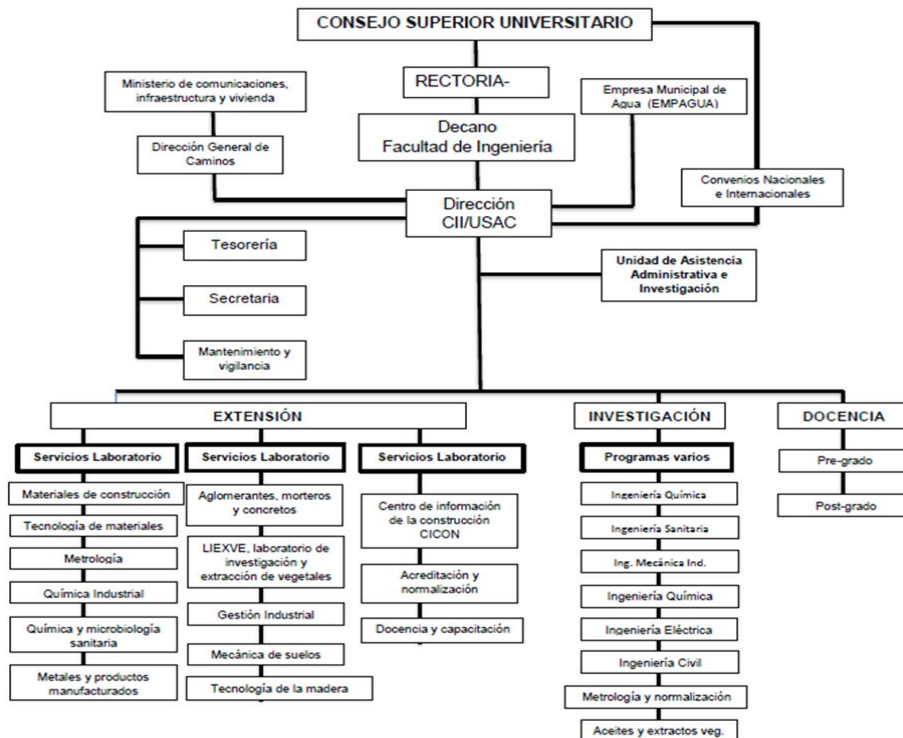 CONSEJO SUPERIOR UNIVERSITARIO
RECTORIA-
Ministerio de comunicaciones,
infraestructura y vivienda
Empresa Municipal de
Agua (EMPAGUA)
Decano
Facultad de Ingeniería
Dirección General de
Caminos
Convenios Nacionales
e Internacionales
Dirección
CII/USAC
Tesorería
Unidad de Asistencia
Administrativa e
Investigación
Secretaria
Mantenimiento y
vigilancia
EXTENSIÓN
Servicios Laboratorio
Materiales de construcción
Tecnología de materiales
Metrología
Química Industrial
Química y microbiología
sanitaria
Metales y productos
manufacturados
Servicios Laboratorio
Aglomerantes, morteros
y concretos
LIEXVE, laboratorio de
investigación y
extracción de vegetales
Gestión Industrial
Mecánica de suelos
Tecnología de la madera
Servicios Laboratorio
Centro de información
de la construcción
CICON
Acreditación y
normalización
Docencia y capacitación
INVESTIGACIÓN
Programas varios
Ingeniería Química
Ingeniería Sanitaria
Ing. Mecánica Ind.
Ingeniería Química
Ingeniería Eléctrica
Ingeniería Civil
Metrología y normalización
Aceites y extractos veg.
DOCENCIA
Pre-grado
Post-grado